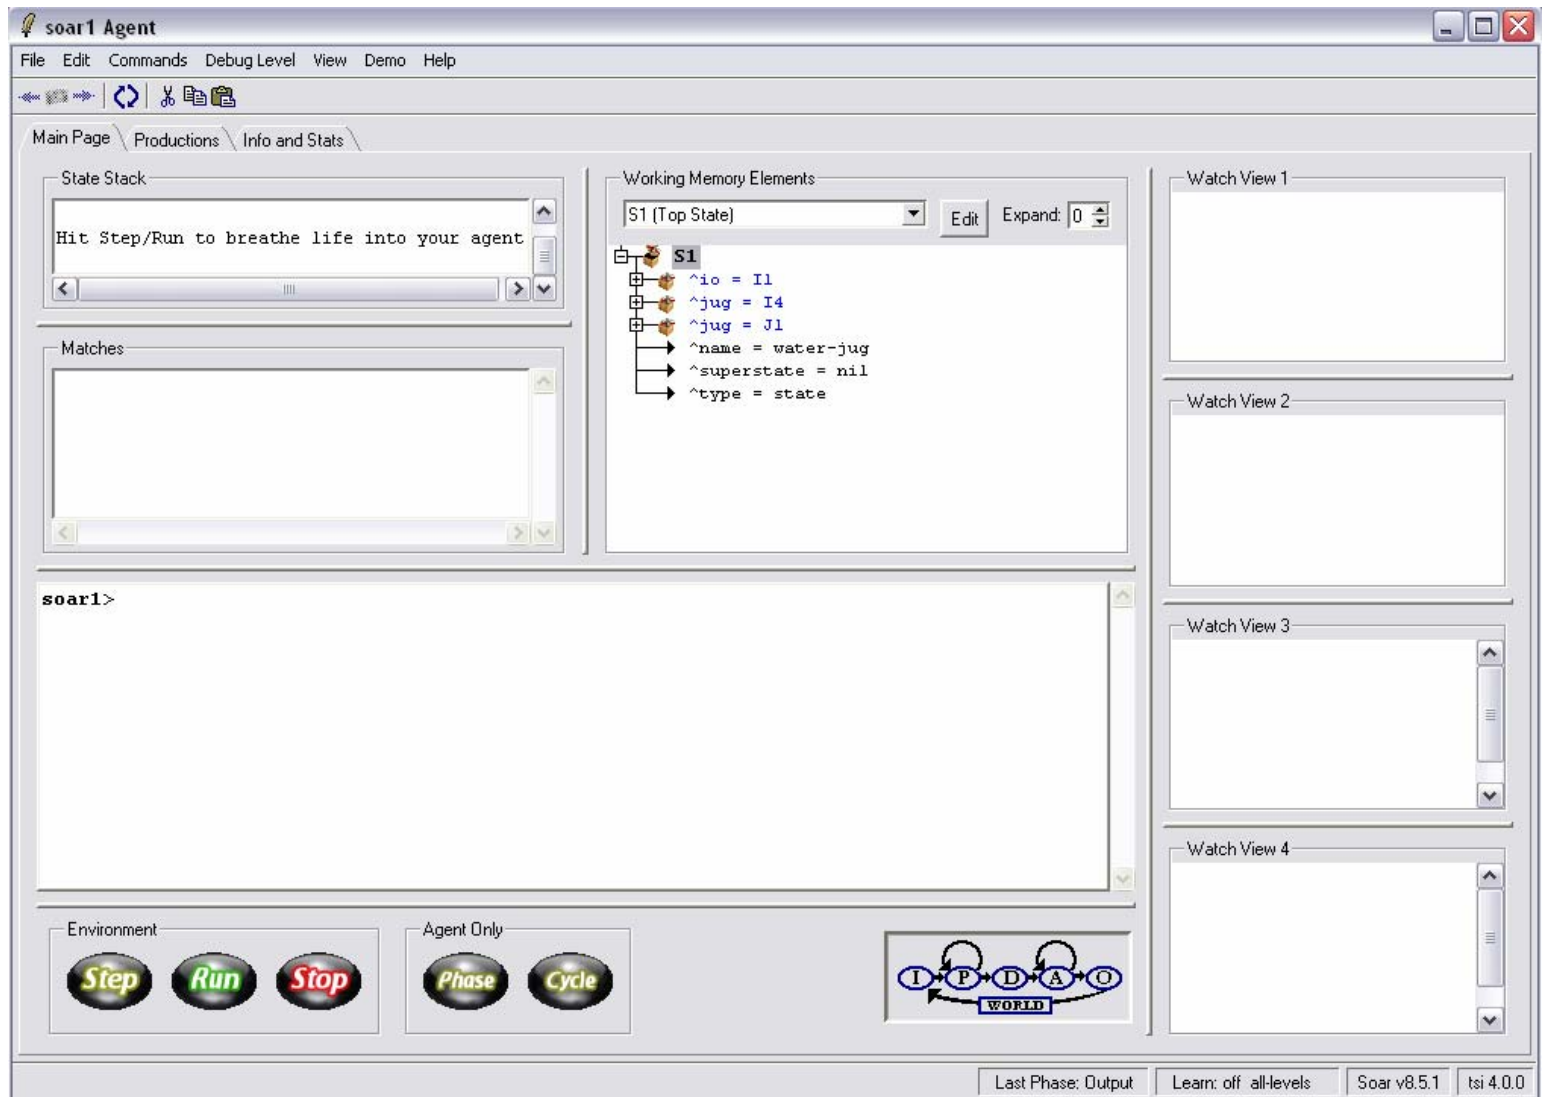 soar1 Agent
File Edit Commands Debug Level View Demo Help
Main Page Productions Info and Stats
State Stack
Hit Step/Run to breathe life into your agent
Matches
Working Memory Elements
S1 (Top State) Edit Expand: 0
S1
^io = I1
^jug = I4
^jug = J1
^name = water-jug
^superstate = nil
^type = state
Watch View 1
Watch View 2
Watch View 3
Watch View 4
soar1>
Environment
Step Run Stop
Agent Only
Phase Cycle
I P D A O
WORLD
Last Phase: Output Learn: off all-levels Soar v8.5.1 tsi 4.0.0